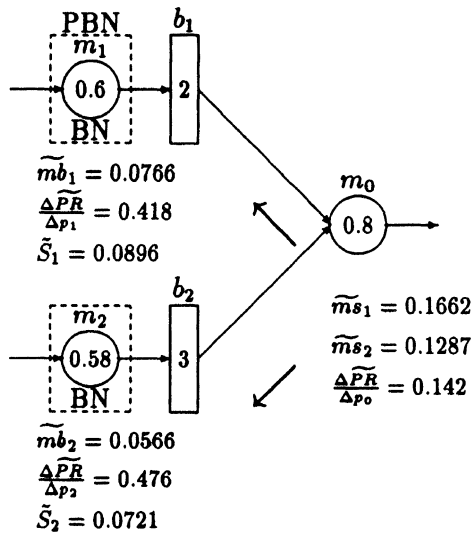 PBN
m₁
b₁
0.6
2
BN
m̃b₁ = 0.0766
ΔP̃R/Δp₁ = 0.418
S̃₁ = 0.0896
m₀
0.8
b₂
m₂
0.58
3
BN
m̃s₁ = 0.1662
m̃s₂ = 0.1287
ΔP̃R/Δp₀ = 0.142
m̃b₂ = 0.0566
ΔP̃R/Δp₂ = 0.476
S̃₂ = 0.0721